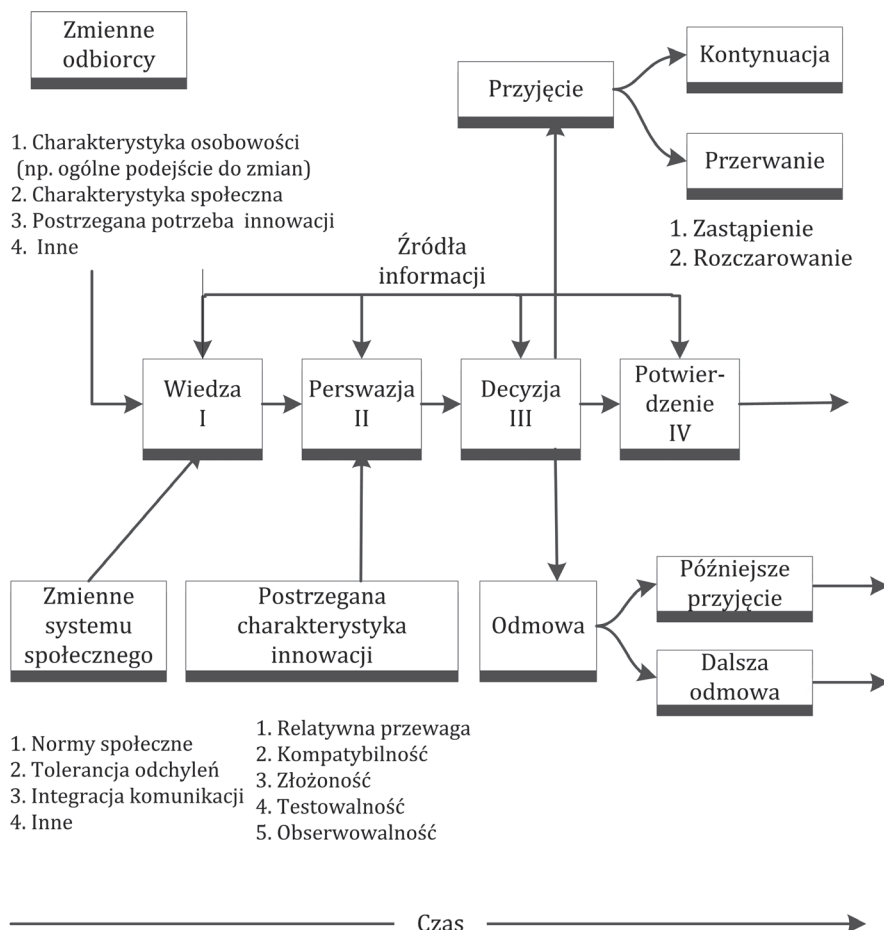 Zmienne
odbiorcy
1. Charakterystyka osobowości
(np. ogólne podejście do zmian)
2. Charakterystyka społeczna
3. Postrzegana potrzeba innowacji
4. Inne
Przyjęcie
Kontynuacja
Przerwanie
1. Zastąpienie
2. Rozczarowanie
Źródła
informacji
Wiedza
I
Perswazja
II
Decyzja
III
Potwier-
dzenie
IV
Zmienne
systemu
społecznego
Postrzegana
charakterystyka
innowacji
Odmowa
Późniejsze
przyjęcie
Dalsza
odmowa
1. Normy społeczne
2. Tolerancja odchyleń
3. Integracja komunikacji
4. Inne
1. Relatywna przewaga
2. Kompatybilność
3. Złożoność
4. Testowalność
5. Obserwowalność
Czas